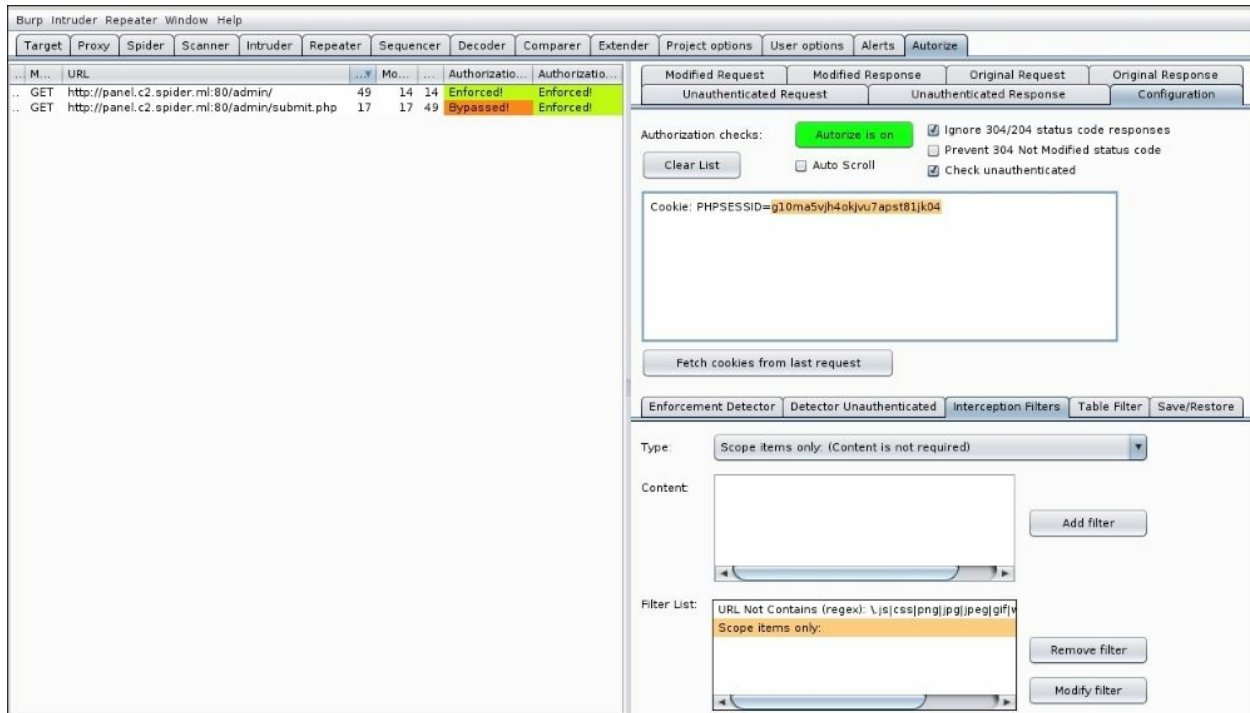 Burp Intruder Repeater Window Help
Target Proxy Spider Scanner Intruder Repeater Sequencer Decoder Comparer Extender Project options User options Alerts Autorize
... M... URL ... Mo... ... Authorizatio... Authorizatio...
.. GET http://panel.c2.spider.ml:80/admin/ 49 14 14 Enforced! Enforced!
.. GET http://panel.c2.spider.ml:80/admin/submit.php 17 17 49 Bypassed! Enforced!
Modified Request Modified Response Original Request Original Response
Unauthenticated Request Unauthenticated Response Configuration
Authorization checks: Autorize is on Ignore 304/204 status code responses
Prevent 304 Not Modified status code
Clear List Auto Scroll Check unauthenticated
Cookie: PHPSESSID=g10ma5vjh4okjvu7apst81jk04
Fetch cookies from last request
Enforcement Detector Detector Unauthenticated Interception Filters Table Filter Save/Restore
Type: Scope items only: (Content is not required)
Content:
Add filter
Filter List: URL Not Contains (regex): \.js|css|png|jpg|jpeg|gif|w
Scope items only:
Remove filter
Modify filter